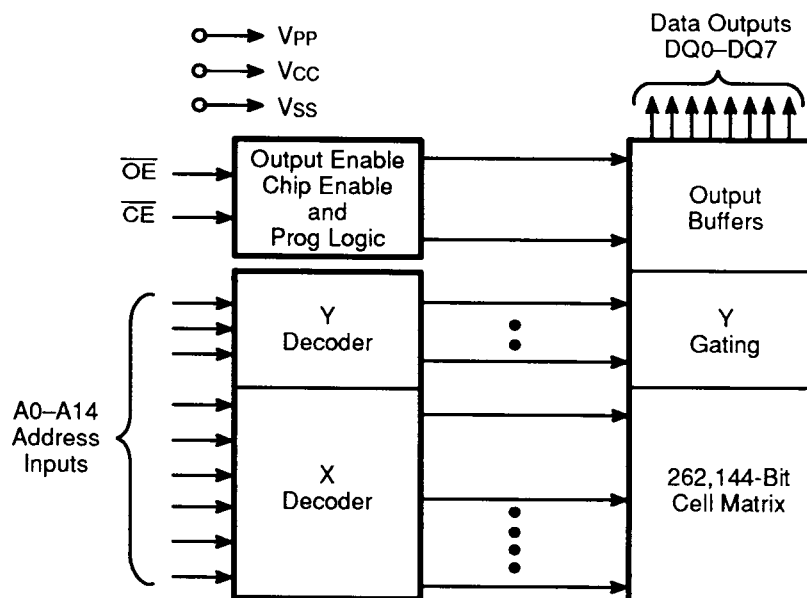 VPP
VCC
VSS
Data Outputs
DQ0–DQ7
OE
CE
Output Enable
Chip Enable
and
Prog Logic
Output
Buffers
A0–A14
Address
Inputs
Y
Decoder
Y
Gating
X
Decoder
262,144-Bit
Cell Matrix